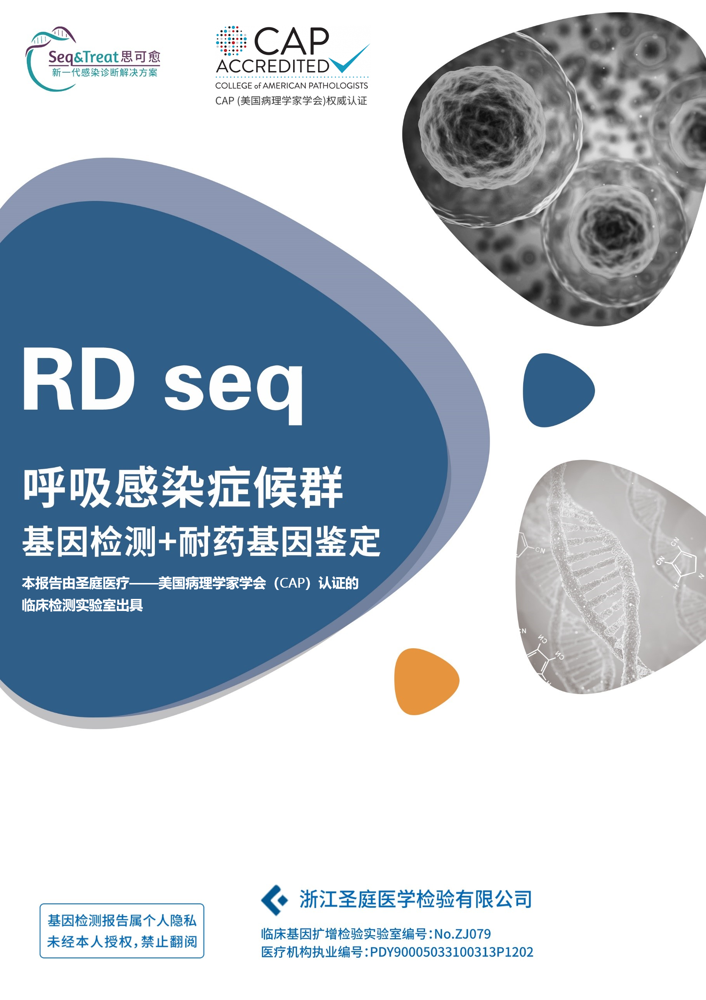 Seq&Treat思可愈
新一代感染诊断解决方案
CAP
ACCREDITED
COLLEGE of AMERICAN PATHOLOGISTS
CAP (美国病理学家学会)权威认证
RD seq
呼吸感染症候群
基因检测+耐药基因鉴定
本报告由圣庭医疗——美国病理学家学会（CAP）认证的
临床检测实验室出具
CN
CN
CN
N
H
CN
CN
CN
H
基因检测报告属个人隐私
未经本人授权，禁止翻阅
浙江圣庭医学检验有限公司
临床基因扩增检验实验室编号：No.ZJ079
医疗机构执业编号：PDY90005033100313P1202